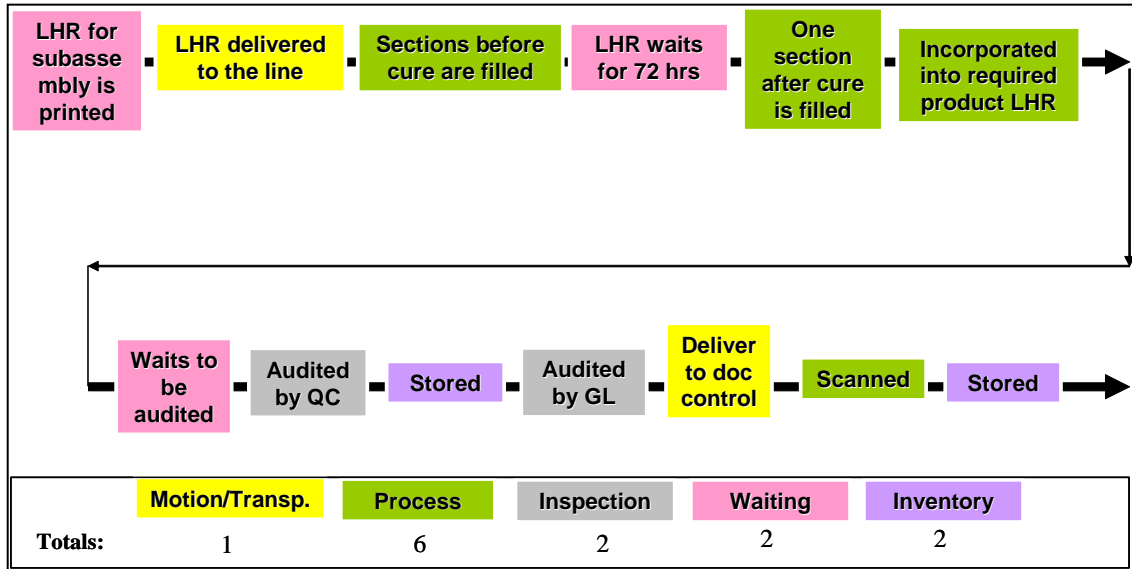 LHR for
subasse
mbly is
printed
LHR delivered
to the line
Sections before
cure are filled
LHR waits
for 72 hrs
One
section
after cure
is filled
Incorporated
into required
product LHR
Waits to
be
audited
Audited
by QC
Stored
Audited
by GL
Deliver
to doc
control
Scanned
Stored
Motion/Transp.
Process
Inspection
Waiting
Inventory
Totals:
1
6
2
2
2